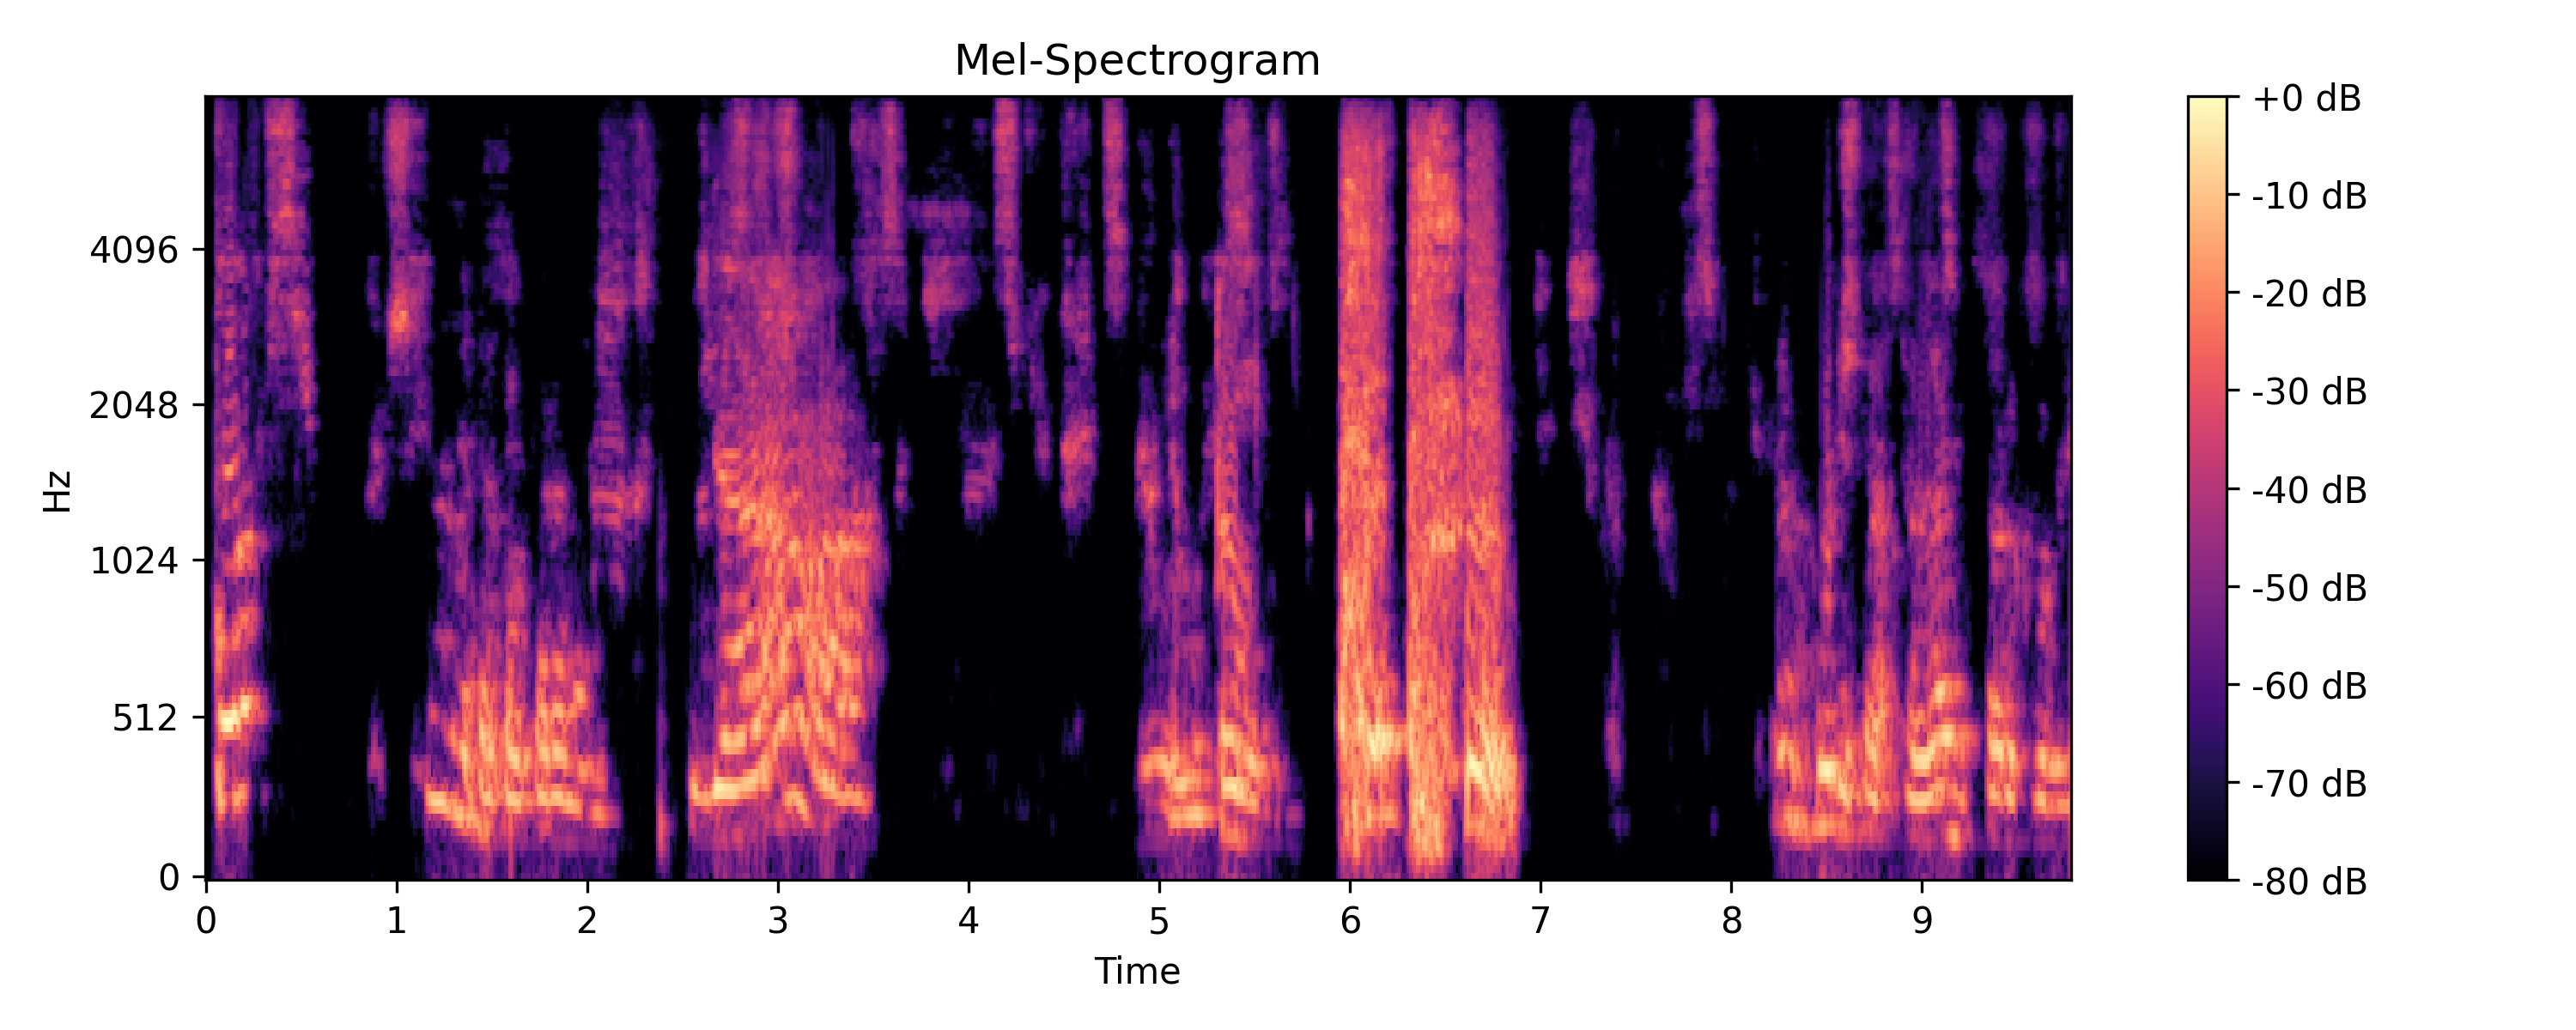 Mel-Spectrogram
Hz
4096
2048
1024
512
0
0 1 2 3 4 5 6 7 8 9
Time
+0 dB
-10 dB
-20 dB
-30 dB
-40 dB
-50 dB
-60 dB
-70 dB
-80 dB